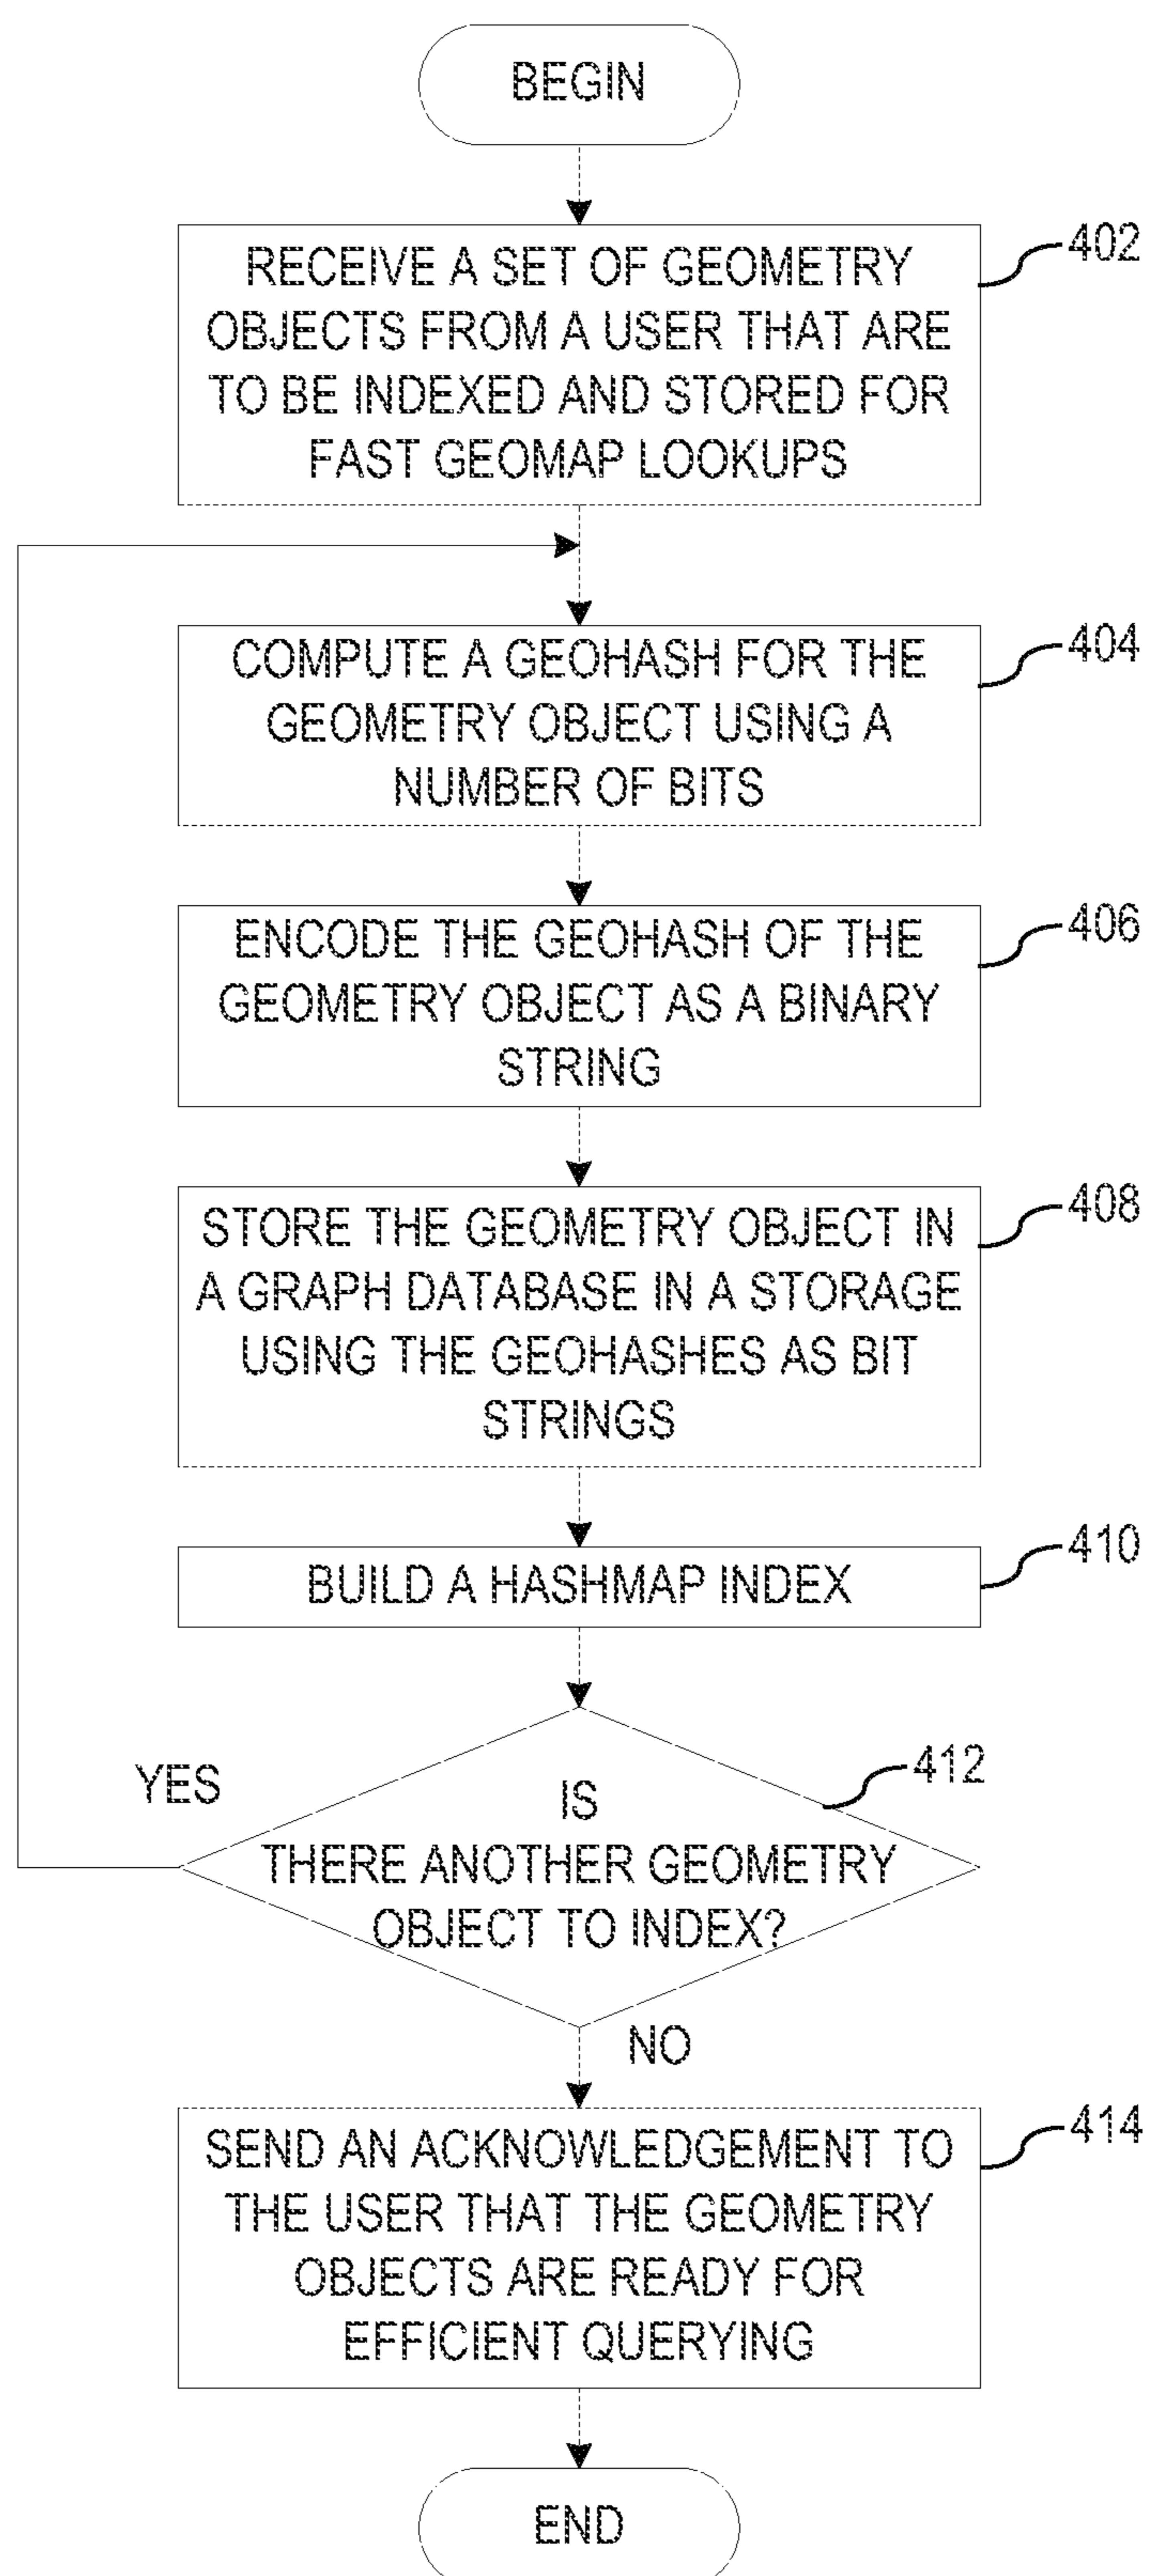 BEGIN
RECEIVE A SET OF GEOMETRY
OBJECTS FROM A USER THAT ARE
TO BE INDEXED AND STORED FOR
FAST GEOMAP LOOKUPS
402
COMPUTE A GEOHASH FOR THE
GEOMETRY OBJECT USING A
NUMBER OF BITS
404
ENCODE THE GEOHASH OF THE
GEOMETRY OBJECT AS A BINARY
STRING
406
STORE THE GEOMETRY OBJECT IN
A GRAPH DATABASE IN A STORAGE
USING THE GEOHASHES AS BIT
STRINGS
408
BUILD A HASHMAP INDEX
410
YES
IS
THERE ANOTHER GEOMETRY
OBJECT TO INDEX?
412
NO
SEND AN ACKNOWLEDGEMENT TO
THE USER THAT THE GEOMETRY
OBJECTS ARE READY FOR
EFFICIENT QUERYING
414
END